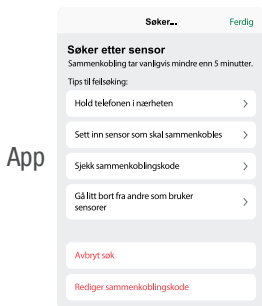 Søker... Ferdig
Søker etter sensor
Sammenkobling tar vanligvis mindre enn 5 minutter.
Tips til feilsøking:
Hold telefonen i nærheten
Sett inn sensor som skal sammenkobles
App
Sjekk sammenkoblingskode
Gå litt bort fra andre som bruker
sensorer
Avbryt søk
Rediger sammenkoblingskode